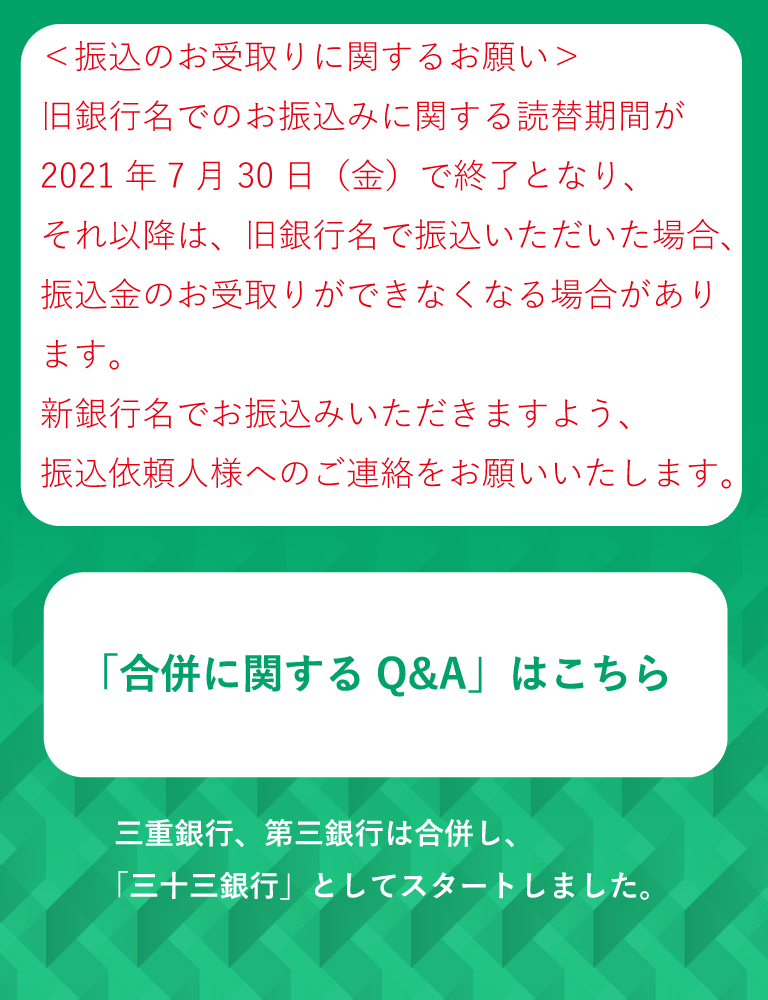 ＜振込のお受取りに関するお願い＞
旧銀行名でのお振込みに関する読替期間が
2021 年 7 月 30 日（金）で終了となり、
それ以降は、旧銀行名で振込いただいた場合、
振込金のお受取りができなくなる場合があり
ます。
新銀行名でお振込みいただきますよう、
振込依頼人様へのご連絡をお願いいたします。
「合併に関する Q&A」はこちら
三重銀行、第三銀行は合併し、
「三十三銀行」としてスタートしました。